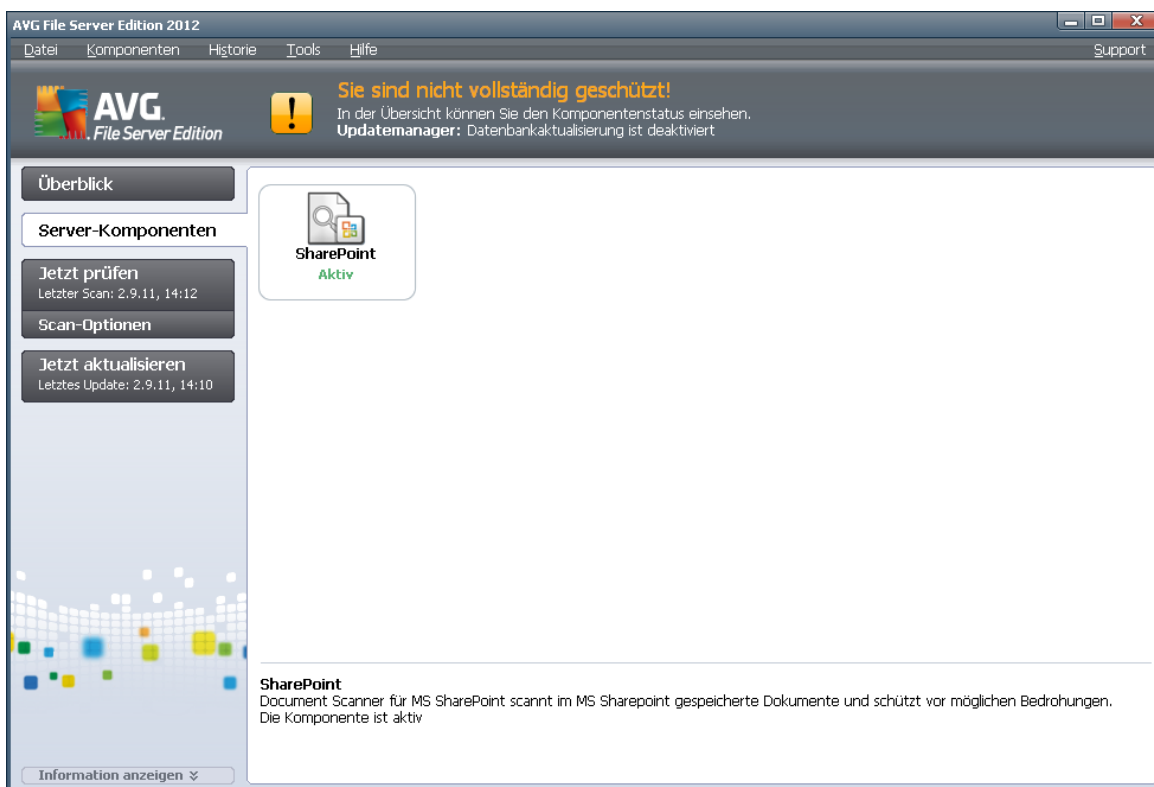 AVG File Server Edition 2012
Datei Komponenten Historie Tools Hilfe Support
AVG.
File Server Edition
Sie sind nicht vollständig geschützt!
In der Übersicht können Sie den Komponentenstatus einsehen.
Updatemanager: Datenbankaktualisierung ist deaktiviert
Überblick
Server-Komponenten
Jetzt prüfen
Letzter Scan: 2.9.11, 14:12
Scan-Optionen
Jetzt aktualisieren
Letztes Update: 2.9.11, 14:10
SharePoint
Aktiv
SharePoint
Document Scanner für MS SharePoint scannt im MS Sharepoint gespeicherte Dokumente und schützt vor möglichen Bedrohungen.
Die Komponente ist aktiv
Information anzeigen